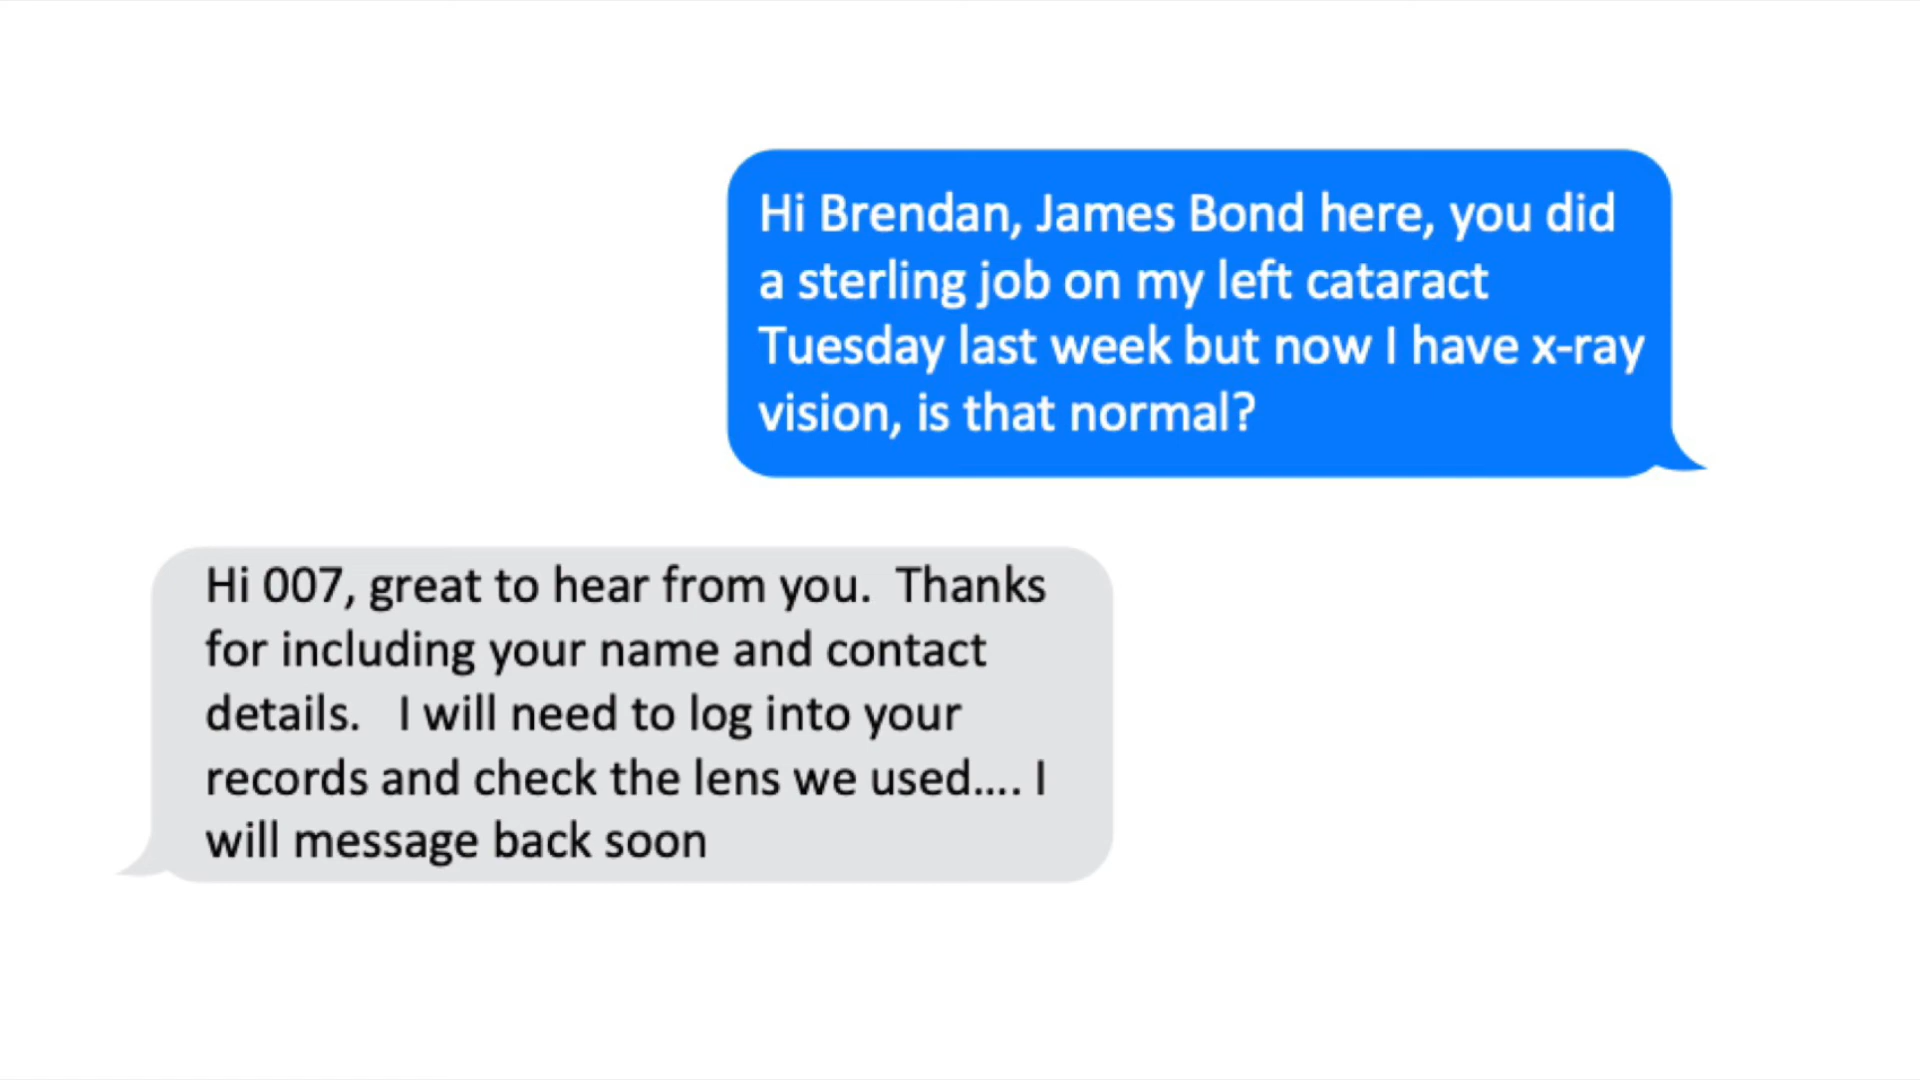 Hi Brendan, James Bond here, you did
a sterling job on my left cataract
Tuesday last week but now I have x-ray
vision, is that normal?
Hi 007, great to hear from you.  Thanks
for including your name and contact
details.   I will need to log into your
records and check the lens we used.... I
will message back soon